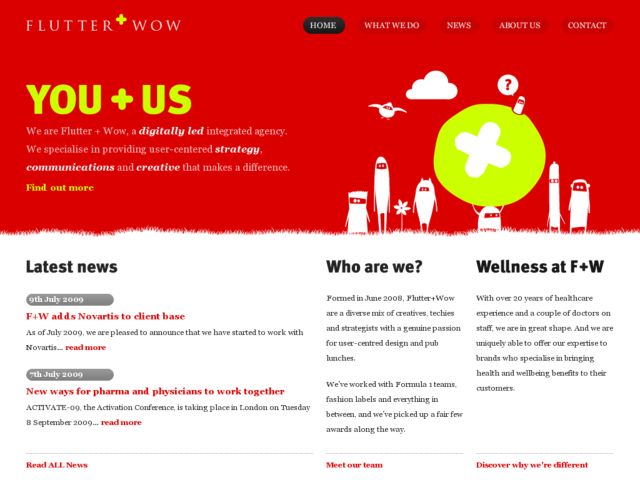 FLUTTER+WOW
HOME
WHAT WE DO
NEWS
ABOUT US
CONTACT
YOU + US
We are Flutter + Wow, a digitally led integrated agency.
We specialise in providing user-centered strategy,
communications and creative that makes a difference.
Find out more
?
Latest news
9th July 2009
F+W adds Novartis to client base
As of July 2009, we are pleased to announce that we have started to work with
Novartis... read more
7th July 2009
New ways for pharma and physicians to work together
ACTIVATE-09, the Activation Conference, is taking place in London on Tuesday
8 September 2009... read more
Read ALL News
Who are we?
Formed in June 2008, Flutter+Wow
are a diverse mix of creatives, techies
and strategists with a genuine passion
for user-centred design and pub
lunches.
We've worked with Formula 1 teams,
fashion labels and everything in
between, and we've picked up a fair few
awards along the way.
Meet our team
Wellness at F+W
With over 20 years of healthcare
experience and a couple of doctors on
staff, we are in great shape. And we are
uniquely able to offer our expertise to
brands who specialise in bringing
health and wellbeing benefits to their
customers.
Discover why we're different